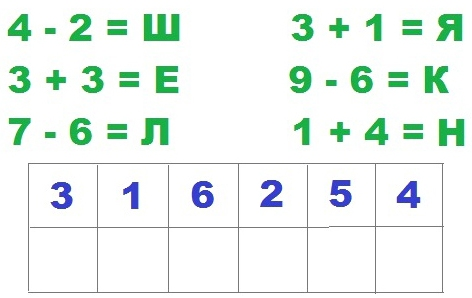 4 - 2 = Ш 3 + 1 = Я
3 + 3 = Е 9 - 6 = К
7 - 6 = Л 1 + 4 = Н
3 1 6 2 5 4